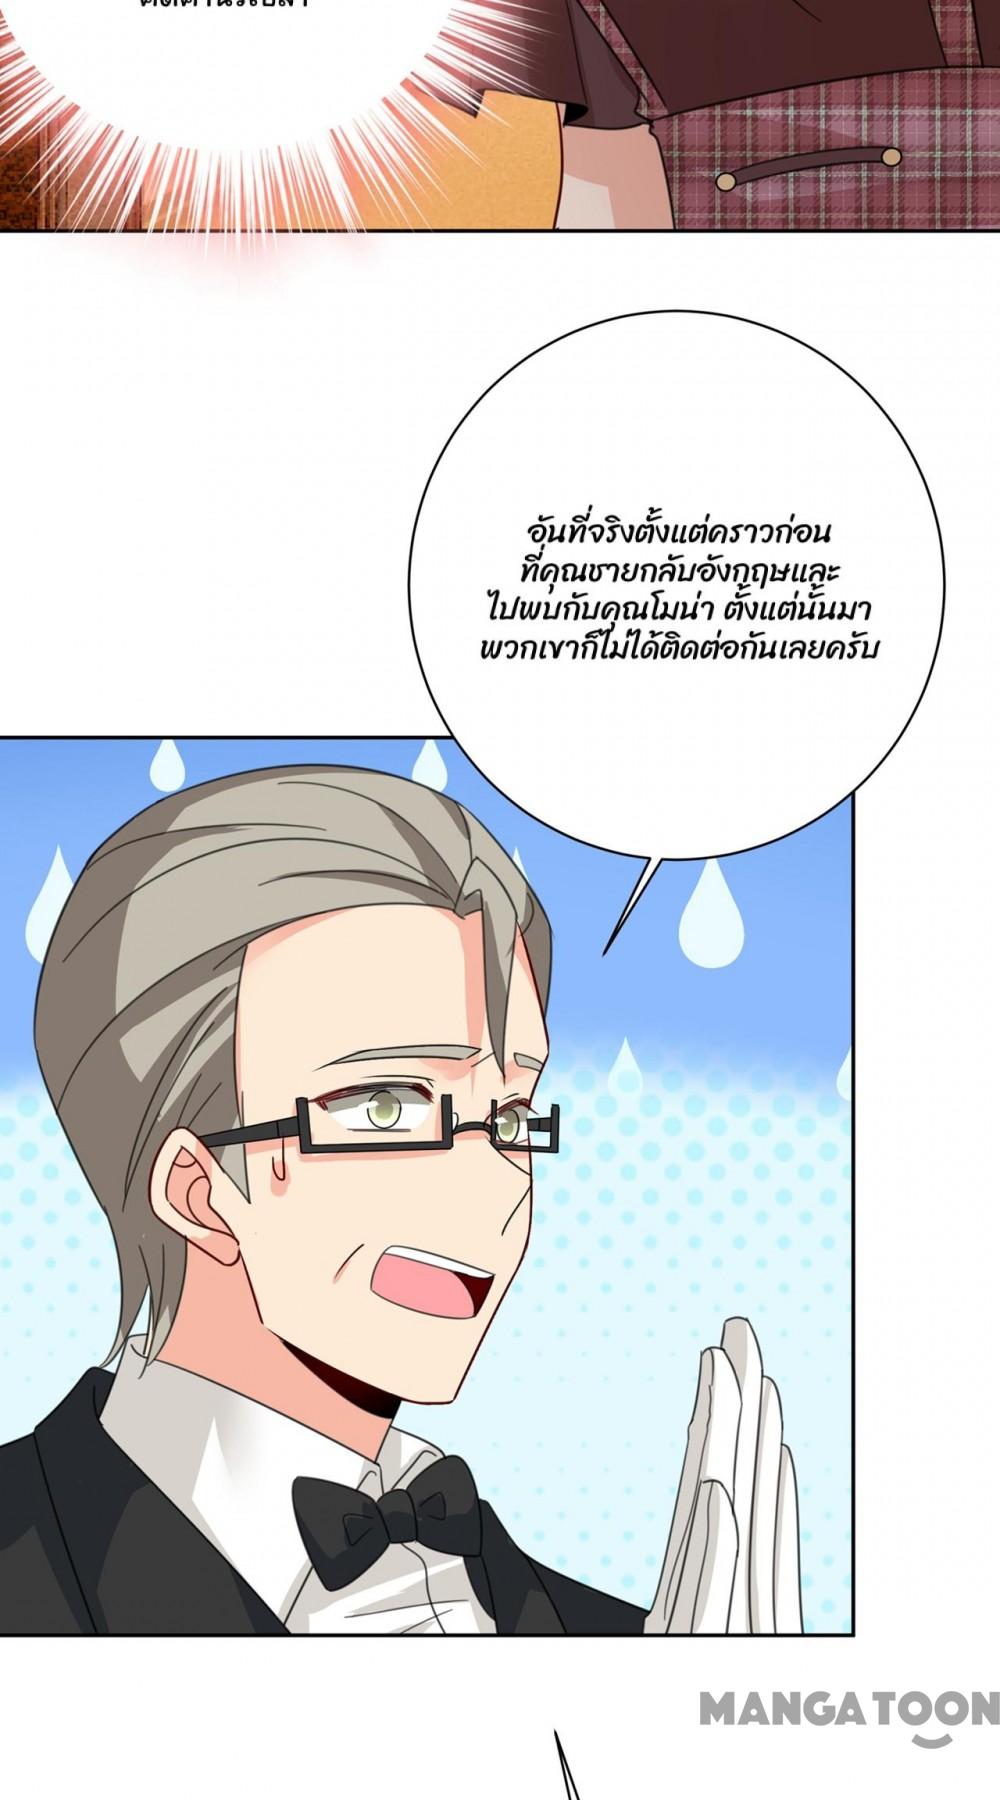 อันที่จริงตั้งแต่คราวก่อน
ที่คุณชายกลับอังกฤษและ
ไปพบกับคุณโมน่า ตั้งแต่นั้นมา
พวกเขาก็ไม่ได้ติดต่อกันเลยครับ
MANGATOON